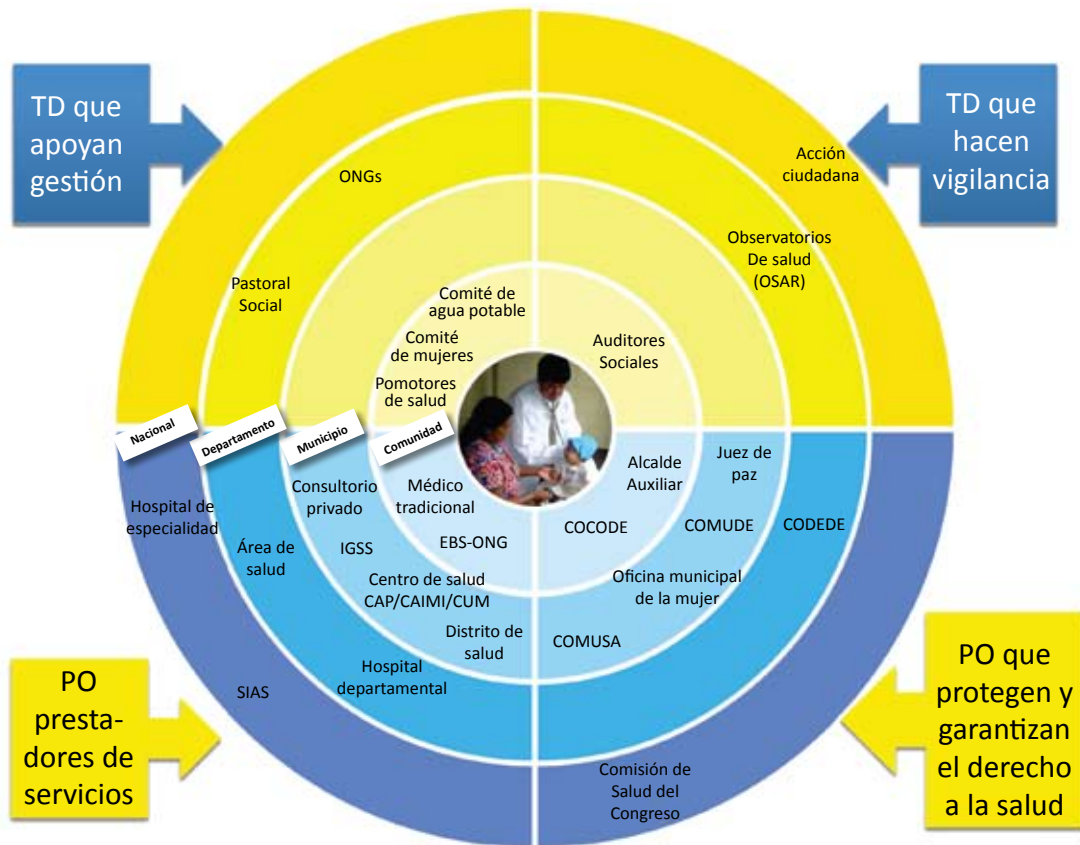 TD que
apoyan
gestión
TD que
hacen
vigilancia
Acción
ciudadana
ONGs
Observatorios
De salud
(OSAR)
Pastoral
Social
Comité de
agua potable
Comité
de mujeres
Pomotores
de salud
Auditores
Sociales
Nacional
Departamento
Municipio
Comunidad
Hospital de
especialidad
Área de
salud
Consultorio
privado
IGSS
Médico
tradicional
EBS-ONG
Centro de salud
CAP/CAIMI/CUM
Distrito de
salud
Hospital
departamental
SIAS
Alcalde
Auxiliar
Juez de
paz
COCODE
COMUDE
CODEDE
Oficina municipal
de la mujer
COMUSA
Comisión de
Salud del
Congreso
PO
presta-
dores de
servicios
PO que
protegen y
garantizan
el derecho
a la salud